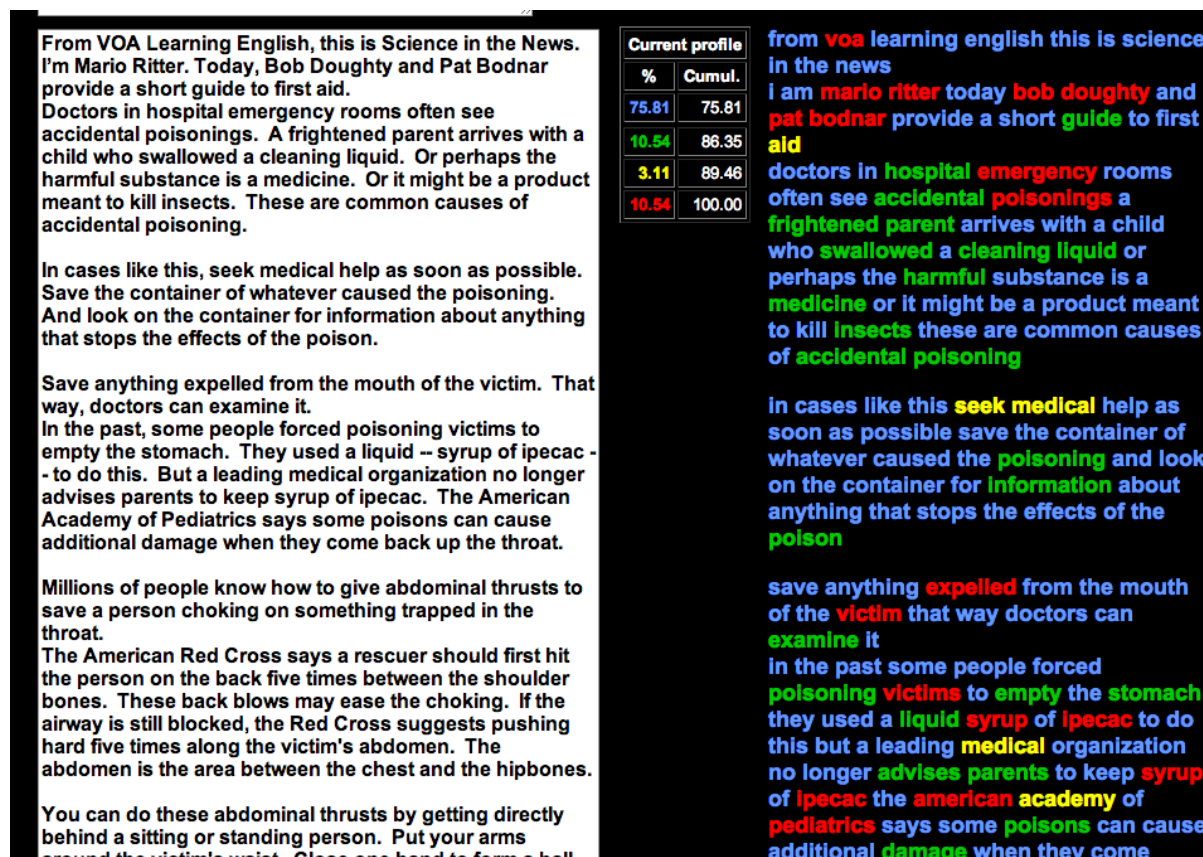 From VOA Learning English, this is Science in the News.
I'm Mario Ritter. Today, Bob Doughty and Pat Bodnar
provide a short guide to first aid.
Doctors in hospital emergency rooms often see
accidental poisonings.  A frightened parent arrives with a
child who swallowed a cleaning liquid.  Or perhaps the
harmful substance is a medicine.  Or it might be a product
meant to kill insects.  These are common causes of
accidental poisoning.
In cases like this, seek medical help as soon as possible.
Save the container of whatever caused the poisoning.
And look on the container for information about anything
that stops the effects of the poison.
Save anything expelled from the mouth of the victim.  That
way, doctors can examine it.
In the past, some people forced poisoning victims to
empty the stomach.  They used a liquid -- syrup of ipecac -
- to do this.  But a leading medical organization no longer
advises parents to keep syrup of ipecac.  The American
Academy of Pediatrics says some poisons can cause
additional damage when they come back up the throat.
Millions of people know how to give abdominal thrusts to
save a person choking on something trapped in the
throat.
The American Red Cross says a rescuer should first hit
the person on the back five times between the shoulder
bones.  These back blows may ease the choking.  If the
airway is still blocked, the Red Cross suggests pushing
hard five times along the victim's abdomen.  The
abdomen is the area between the chest and the hipbones.
You can do these abdominal thrusts by getting directly
behind a sitting or standing person.  Put your arms
around the victim's waist.  Close one hand to form a ball
Current profile
% Cumul.
75.81 75.81
10.54 86.35
3.11 89.46
10.54 100.00
from voa learning english this is science
in the news
i am mario ritter today bob doughty and
pat bodnar provide a short guide to first
aid
doctors in hospital emergency rooms
often see accidental poisonings a
frightened parent arrives with a child
who swallowed a cleaning liquid or
perhaps the harmful substance is a
medicine or it might be a product meant
to kill insects these are common causes
of accidental poisoning
in cases like this seek medical help as
soon as possible save the container of
whatever caused the poisoning and look
on the container for information about
anything that stops the effects of the
poison
save anything expelled from the mouth
of the victim that way doctors can
examine it
in the past some people forced
poisoning victims to empty the stomach
they used a liquid syrup of ipecac to do
this but a leading medical organization
no longer advises parents to keep syrup
of ipecac the american academy of
pediatrics says some poisons can cause
additional damage when they come